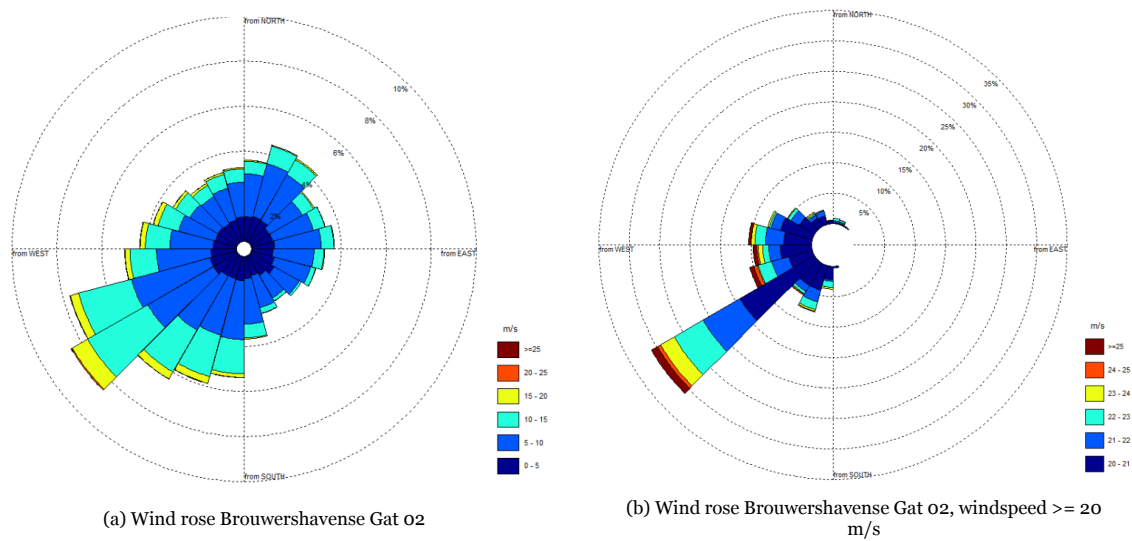 from NORTH
10%
8%
6%
4%
2%
from WEST
from EAST
from SOUTH
m/s
>=25
20 - 25
15 - 20
10 - 15
5 - 10
0 - 5
(a) Wind rose Brouwershavense Gat 02
from NORTH
35%
30%
25%
20%
15%
10%
5%
from WEST
from EAST
from SOUTH
m/s
>=25
24 - 25
23 - 24
22 - 23
21 - 22
20 - 21
(b) Wind rose Brouwershavense Gat 02, windspeed >= 20
m/s